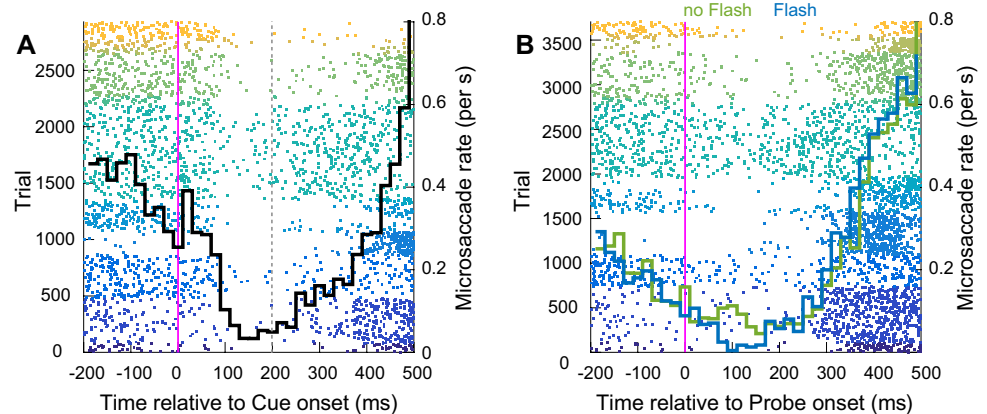 no Flash Flash
A
B
0.8
0.6
0.4
0.2
0
2500
2000
1500
1000
500
0
Trial
Microsaccade rate (per s)
-200 -100 0 100 200 300 400 500
Time relative to Cue onset (ms)
0.8
0.6
0.4
0.2
0
3500
3000
2500
2000
1500
1000
500
0
Trial
Microsaccade rate (per s)
-200 -100 0 100 200 300 400 500
Time relative to Probe onset (ms)